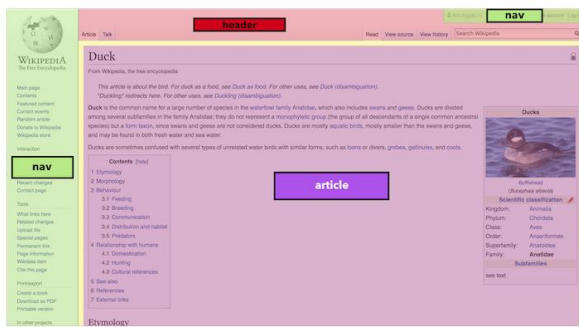 nav
header
Article Talk
Read View source View history Search Wikipedia
WIKIPEDIA
The Free Encyclopedia
Main page
Contents
Featured content
Current events
Random article
Donate to Wikipedia
Wikipedia store
Interaction
nav
Recent changes
Contact page
Tools
What links here
Related changes
Upload file
Special pages
Permanent link
Page information
Wikidata item
Cite this page
Print/export
Create a book
Download as PDF
Printable version
In other projects
Duck
From Wikipedia, the free encyclopedia
This article is about the bird. For duck as a food, see Duck as food. For other uses, see Duck (disambiguation).
"Duckling" redirects here. For other uses, see Duckling (disambiguation).
Duck is the common name for a large number of species in the waterfowl family Anatidae, which also includes swans and geese. Ducks are divided
among several subfamilies in the family Anatidae; they do not represent a monophyletic group (the group of all descendants of a single common ancestral
species) but a form taxon, since swans and geese are not considered ducks. Ducks are mostly aquatic birds, mostly smaller than the swans and geese,
and may be found in both fresh water and sea water.
Ducks are sometimes confused with several types of unrelated water birds with similar forms, such as loons or divers, grebes, gallinules, and coots.
Contents [hide]
1 Etymology
2 Morphology
3 Behaviour
3.1 Feeding
3.2 Breeding
3.3 Communication
3.4 Distribution and habitat
3.5 Predators
4 Relationship with humans
4.1 Domestication
4.2 Hunting
4.3 Cultural references
5 See also
6 References
7 External links
article
Ducks
Bufflehead
(Bucephala albeola)
Scientific classification
Kingdom: Animalia
Phylum: Chordata
Class: Aves
Order: Anseriformes
Superfamily: Anatoidea
Family: Anatidae
Subfamilies
see text
Etymology